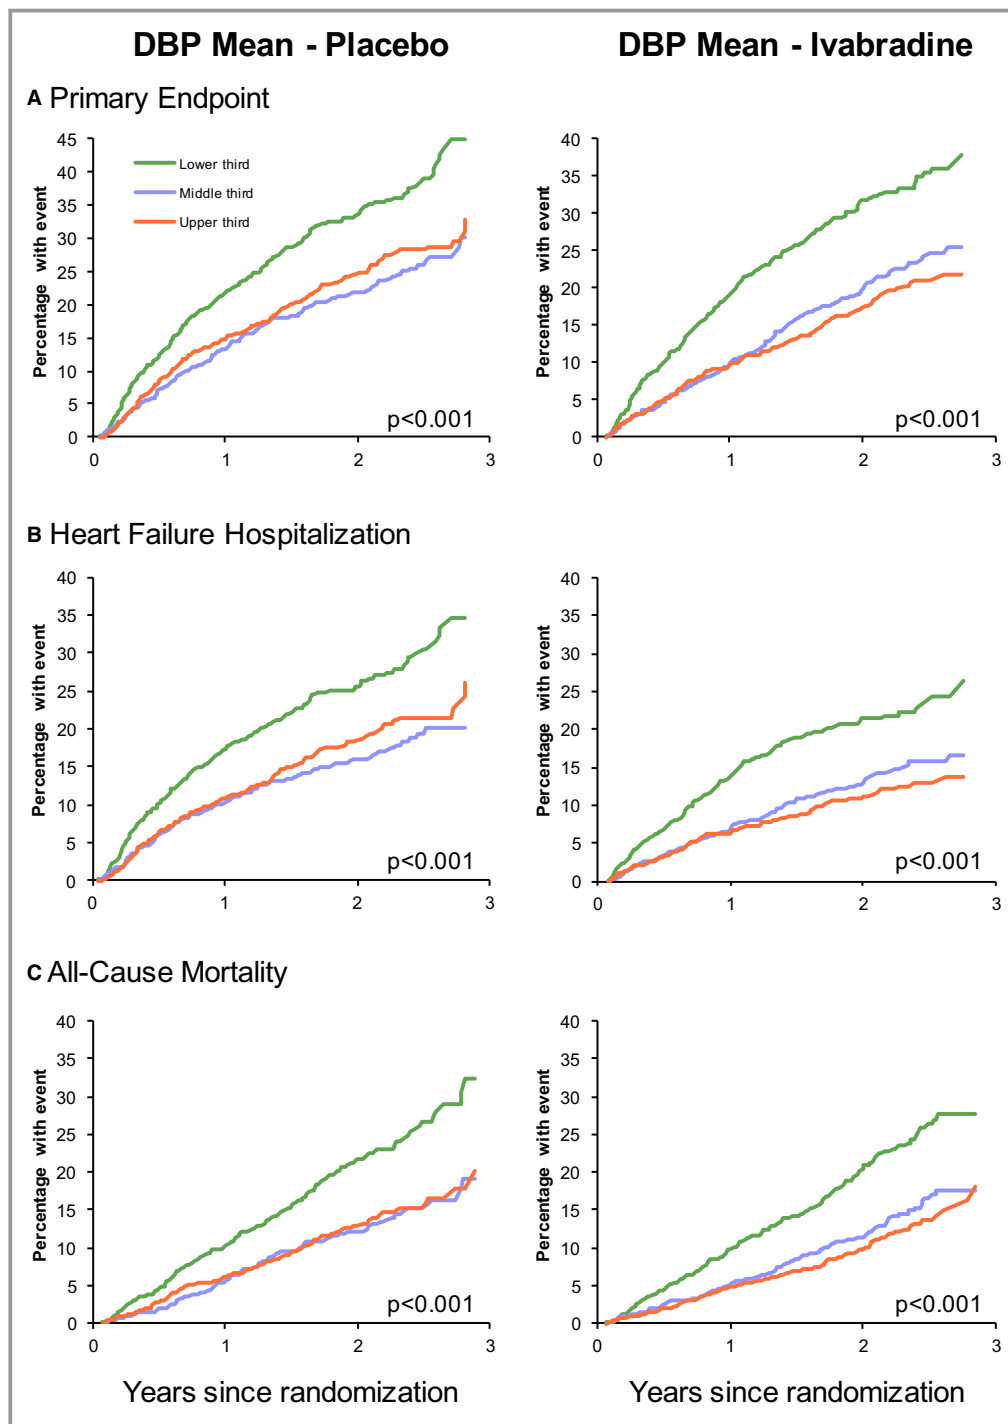 DBP Mean - Placebo
DBP Mean - Ivabradine
A Primary Endpoint
Percentage with event
45
40
35
30
25
20
15
10
5
0
0 1 2 3
Lower third
Middle third
Upper third
p<0.001
Percentage with event
40
35
30
25
20
15
10
5
0
0 1 2 3
p<0.001
B Heart Failure Hospitalization
Percentage with event
40
35
30
25
20
15
10
5
0
0 1 2 3
p<0.001
Percentage with event
40
35
30
25
20
15
10
5
0
0 1 2 3
p<0.001
C All-Cause Mortality
Percentage with event
40
35
30
25
20
15
10
5
0
0 1 2 3
p<0.001
Years since randomization
Percentage with event
40
35
30
25
20
15
10
5
0
0 1 2 3
p<0.001
Years since randomization